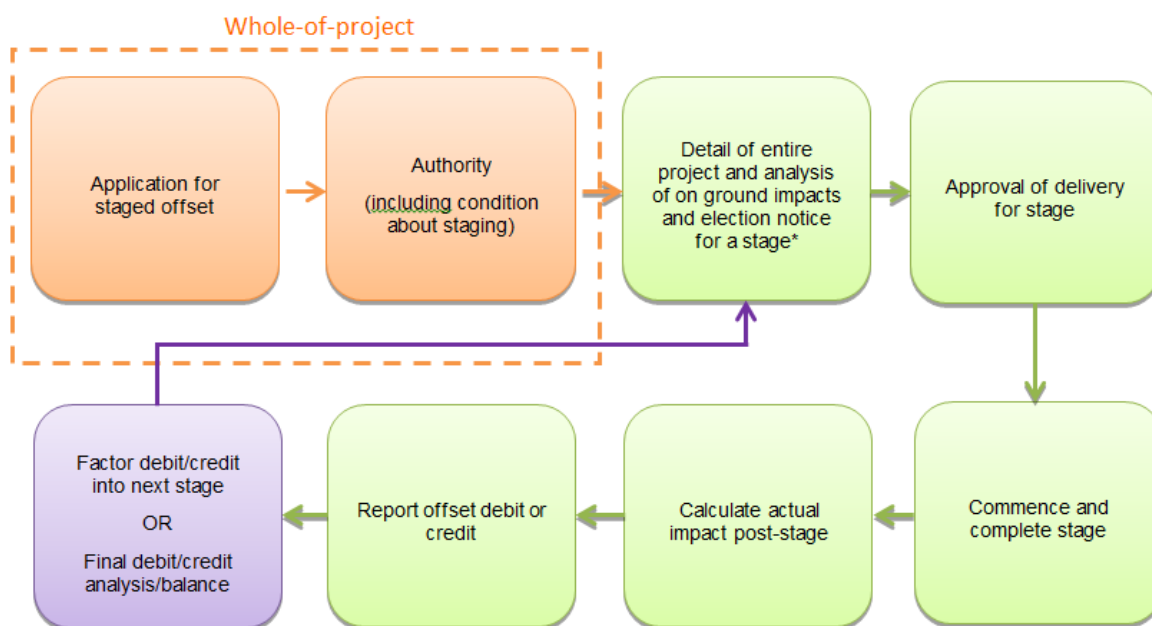 Whole-of-project
Application for
staged offset
Authority
(including condition
about staging)
Detail of entire
project and analysis
of on ground impacts
and election notice
for a stage*
Approval of delivery
for stage
Factor debit/credit
into next stage
OR
Final debit/credit
analysis/balance
Report offset debit or
credit
Calculate actual
impact post-stage
Commence and
complete stage